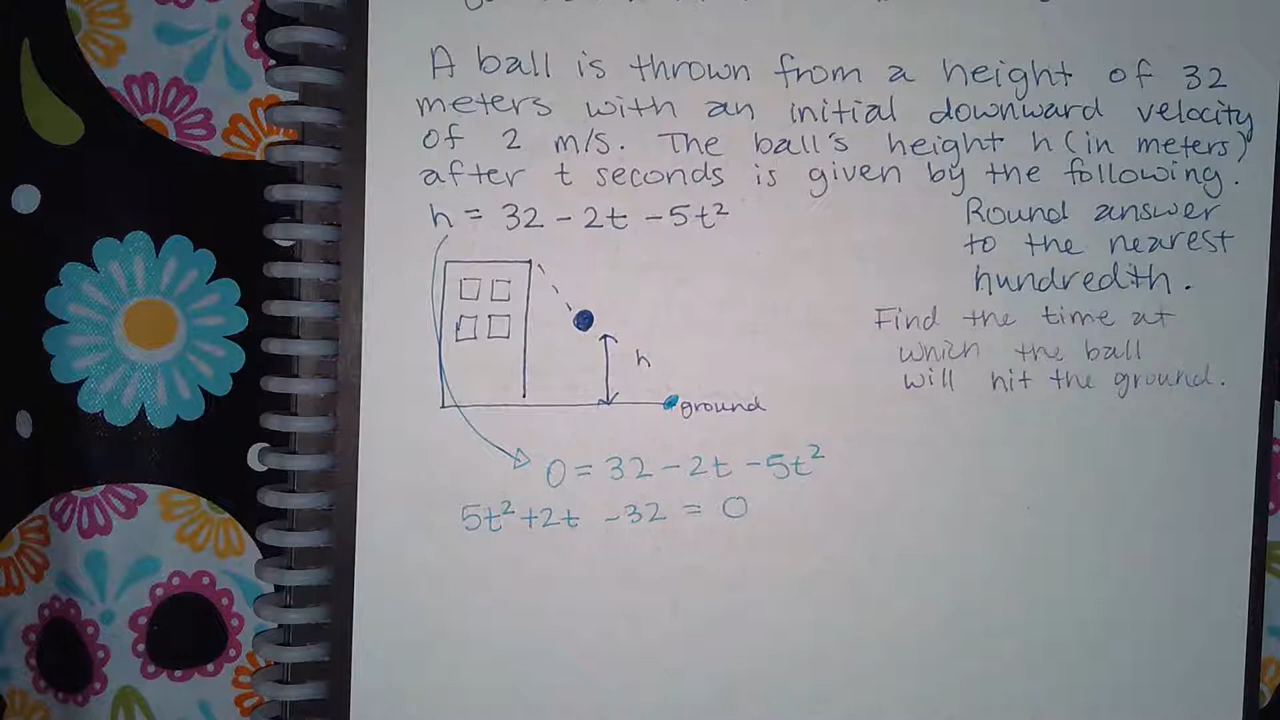 A ball is thrown from a height of 32
meters with an initial downward velocity
of 2 m/s. The ball's height h (in meters)
after t seconds is given by the following.
h = 32 - 2t - 5t²
Round answer
to the nearest
hundredth.
Find the time at
which the ball
will hit the ground.
h
ground
0 = 32 - 2t - 5t²
5t² + 2t - 32 = 0